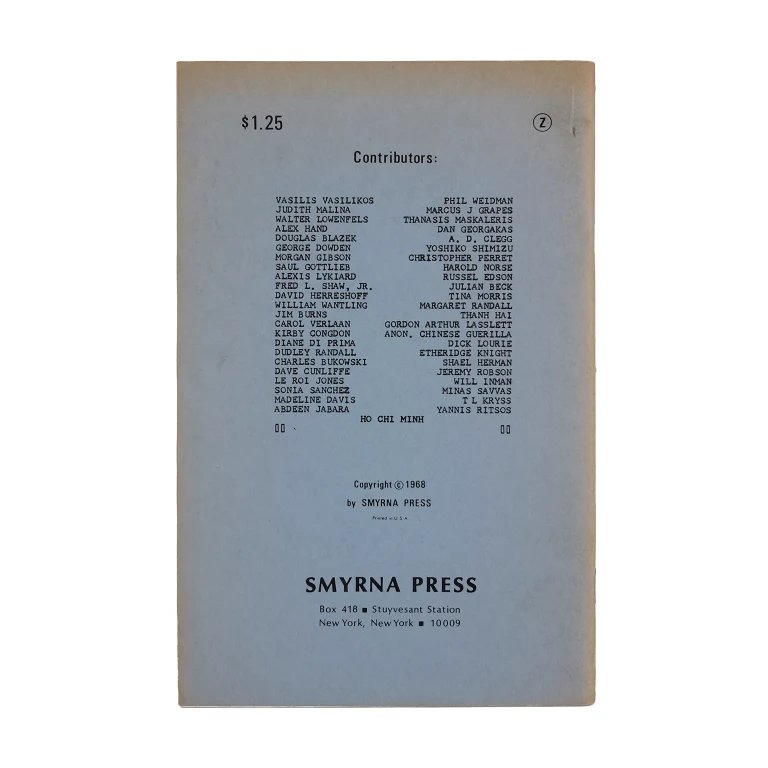 $1.25 Ⓩ
Contributors:
VASILIS VASILIKOS PHIL WEIDMAN
JUDITH MALINA MARCUS J GRAPES
WALTER LOWENFELS THANASIS MASKALERIS
ALEX HAND DAN GEORGAKAS
DOUGLAS BLAZEK A. D. CLEGG
GEORGE DOWDEN YOSHIKO SHIMIZU
MORGAN GIBSON CHRISTOPHER PERRET
SAUL GOTTLIEB HAROLD NORSE
ALEXIS LYKIARD RUSSEL EDSON
FRED L. SHAW, JR. JULIAN BECK
DAVID HERRESHOFF TINA MORRIS
WILLIAM WANTLING MARGARET RANDALL
JIM BURNS THANH HAI
CAROL VERLAAN GORDON ARTHUR LASSLETT
KIRBY CONGDON ANON. CHINESE GUERILLA
DIANE DI PRIMA DICK LOURIE
DUDLEY RANDALL ETHERIDGE KNIGHT
CHARLES BUKOWSKI SHAEL HERMAN
DAVE CUNLIFFE JEREMY ROBSON
LE ROI JONES WILL INMAN
SONIA SANCHEZ MINAS SAVVAS
MADELINE DAVIS T L KRYSS
ABDEEN JABARA YANNIS RITSOS
HO CHI MINH
Copyright © 1968
by SMYRNA PRESS
Printed in U.S.A.
SMYRNA PRESS
Box 418 ■ Stuyvesant Station
New York, New York ■ 10009